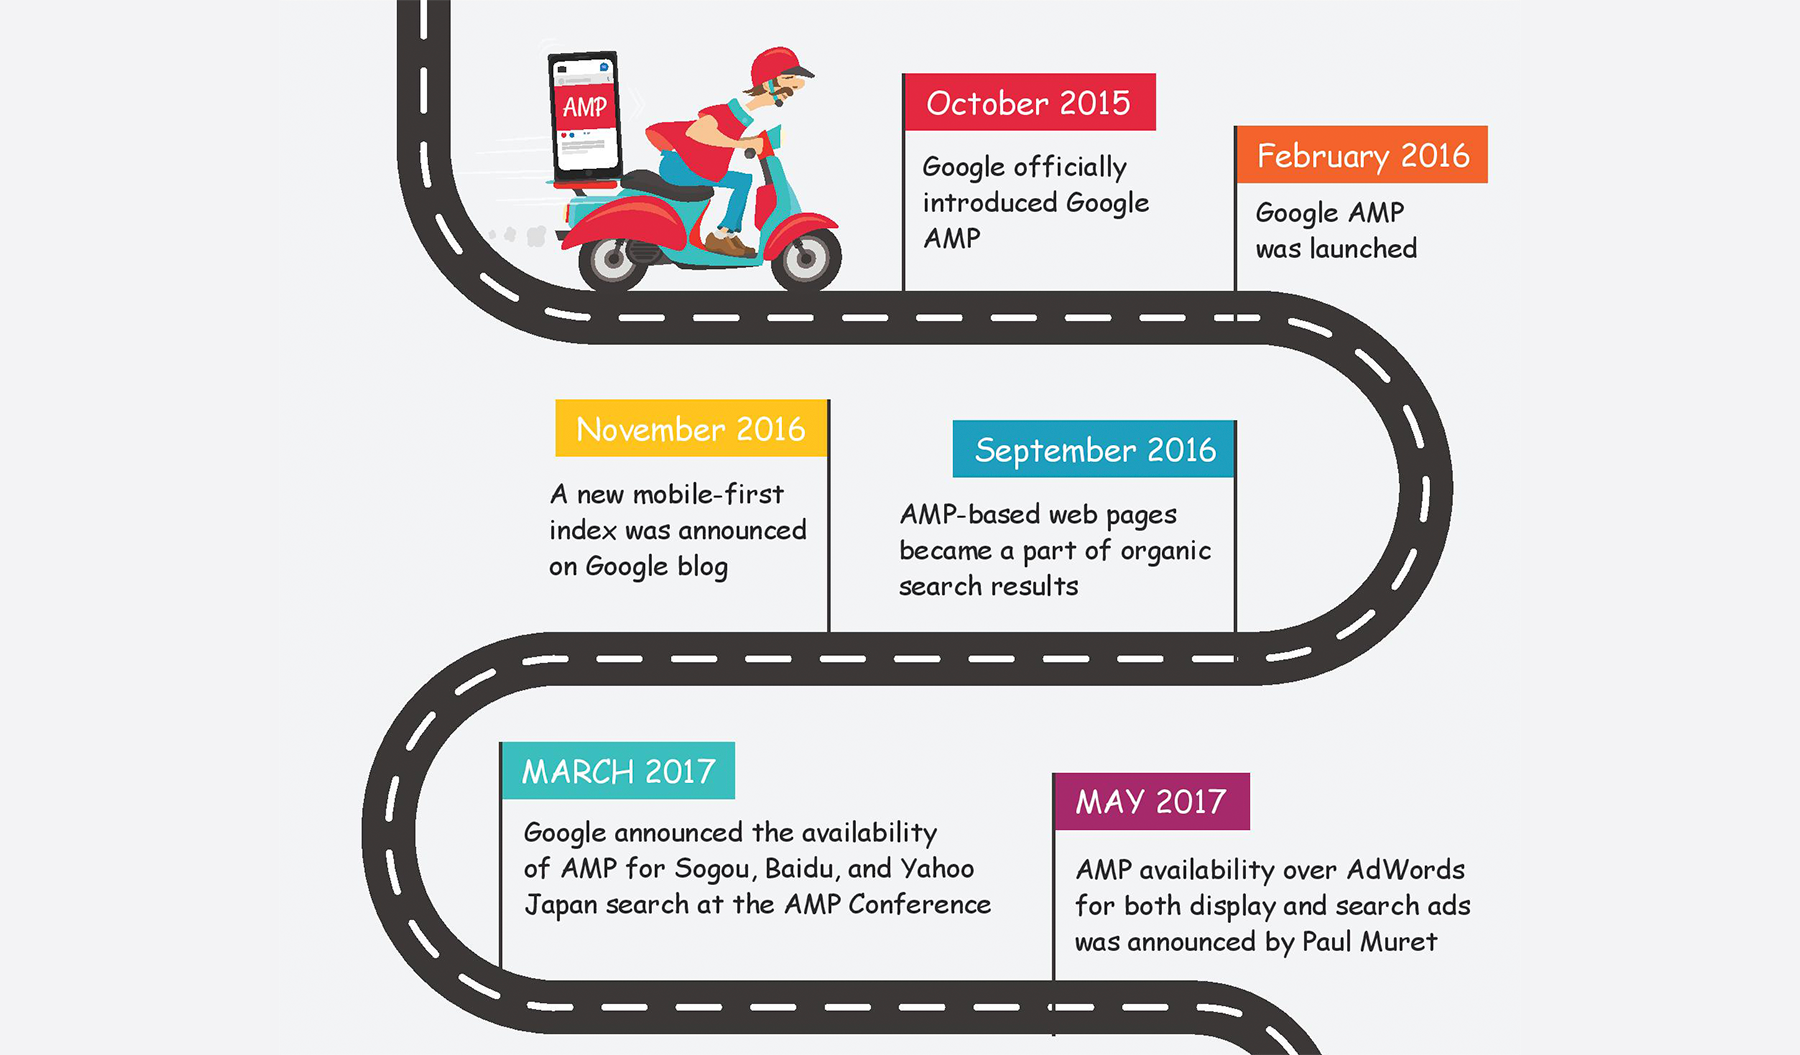 AMP
October 2015
Google officially
introduced Google
AMP
February 2016
Google AMP
was launched
September 2016
AMP-based web pages
became a part of organic
search results
November 2016
A new mobile-first
index was announced
on Google blog
MARCH 2017
Google announced the availability
of AMP for Sogou, Baidu, and Yahoo
Japan search at the AMP Conference
MAY 2017
AMP availability over AdWords
for both display and search ads
was announced by Paul Muret